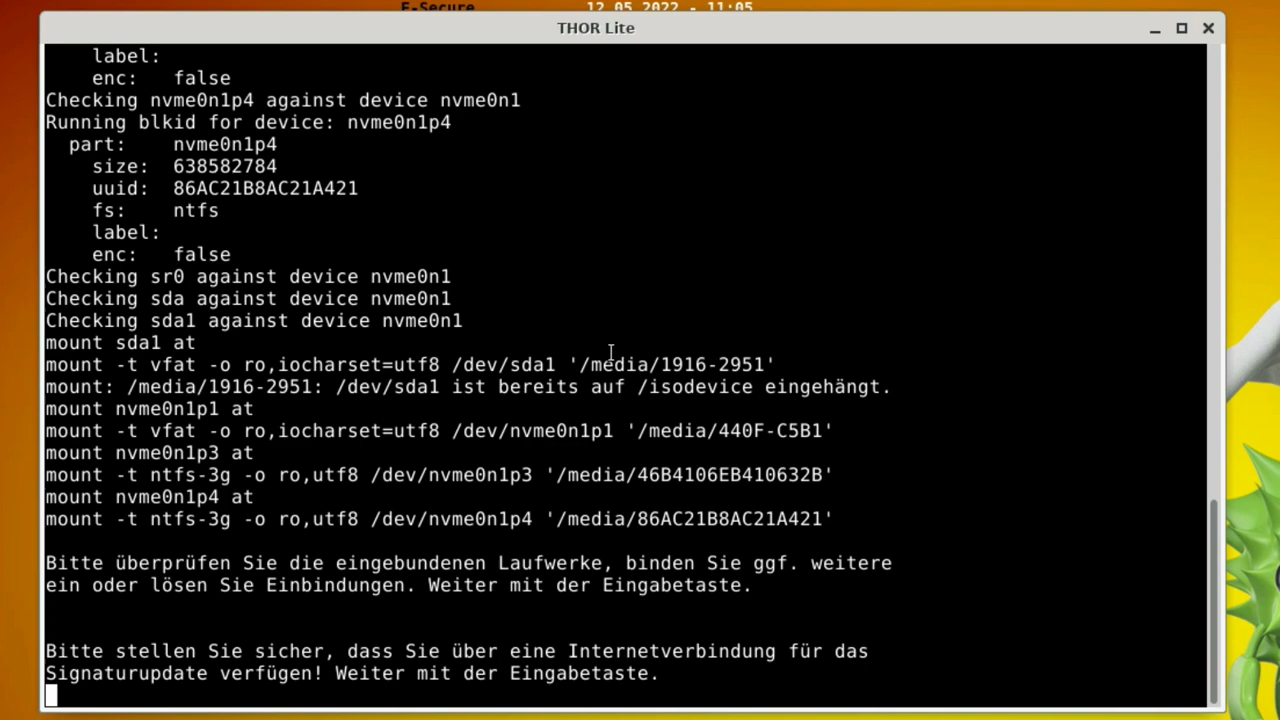 F-Secure 12.05.2022 - 11:05
THOR Lite
label:
enc: false
Checking nvme0n1p4 against device nvme0n1
Running blkid for device: nvme0n1p4
part: nvme0n1p4
size: 638582784
uuid: 86AC21B8AC21A421
fs: ntfs
label:
enc: false
Checking sr0 against device nvme0n1
Checking sda against device nvme0n1
Checking sda1 against device nvme0n1
mount sda1 at
mount -t vfat -o ro,iocharset=utf8 /dev/sda1 '/media/1916-2951'
mount: /media/1916-2951: /dev/sda1 ist bereits auf /isodevice eingehängt.
mount nvme0n1p1 at
mount -t vfat -o ro,iocharset=utf8 /dev/nvme0n1p1 '/media/440F-C5B1'
mount nvme0n1p3 at
mount -t ntfs-3g -o ro,utf8 /dev/nvme0n1p3 '/media/46B4106EB410632B'
mount nvme0n1p4 at
mount -t ntfs-3g -o ro,utf8 /dev/nvme0n1p4 '/media/86AC21B8AC21A421'
Bitte überprüfen Sie die eingebundenen Laufwerke, binden Sie ggf. weitere
ein oder lösen Sie Einbindungen. Weiter mit der Eingabetaste.
Bitte stellen Sie sicher, dass Sie über eine Internetverbindung für das
Signaturupdate verfügen! Weiter mit der Eingabetaste.